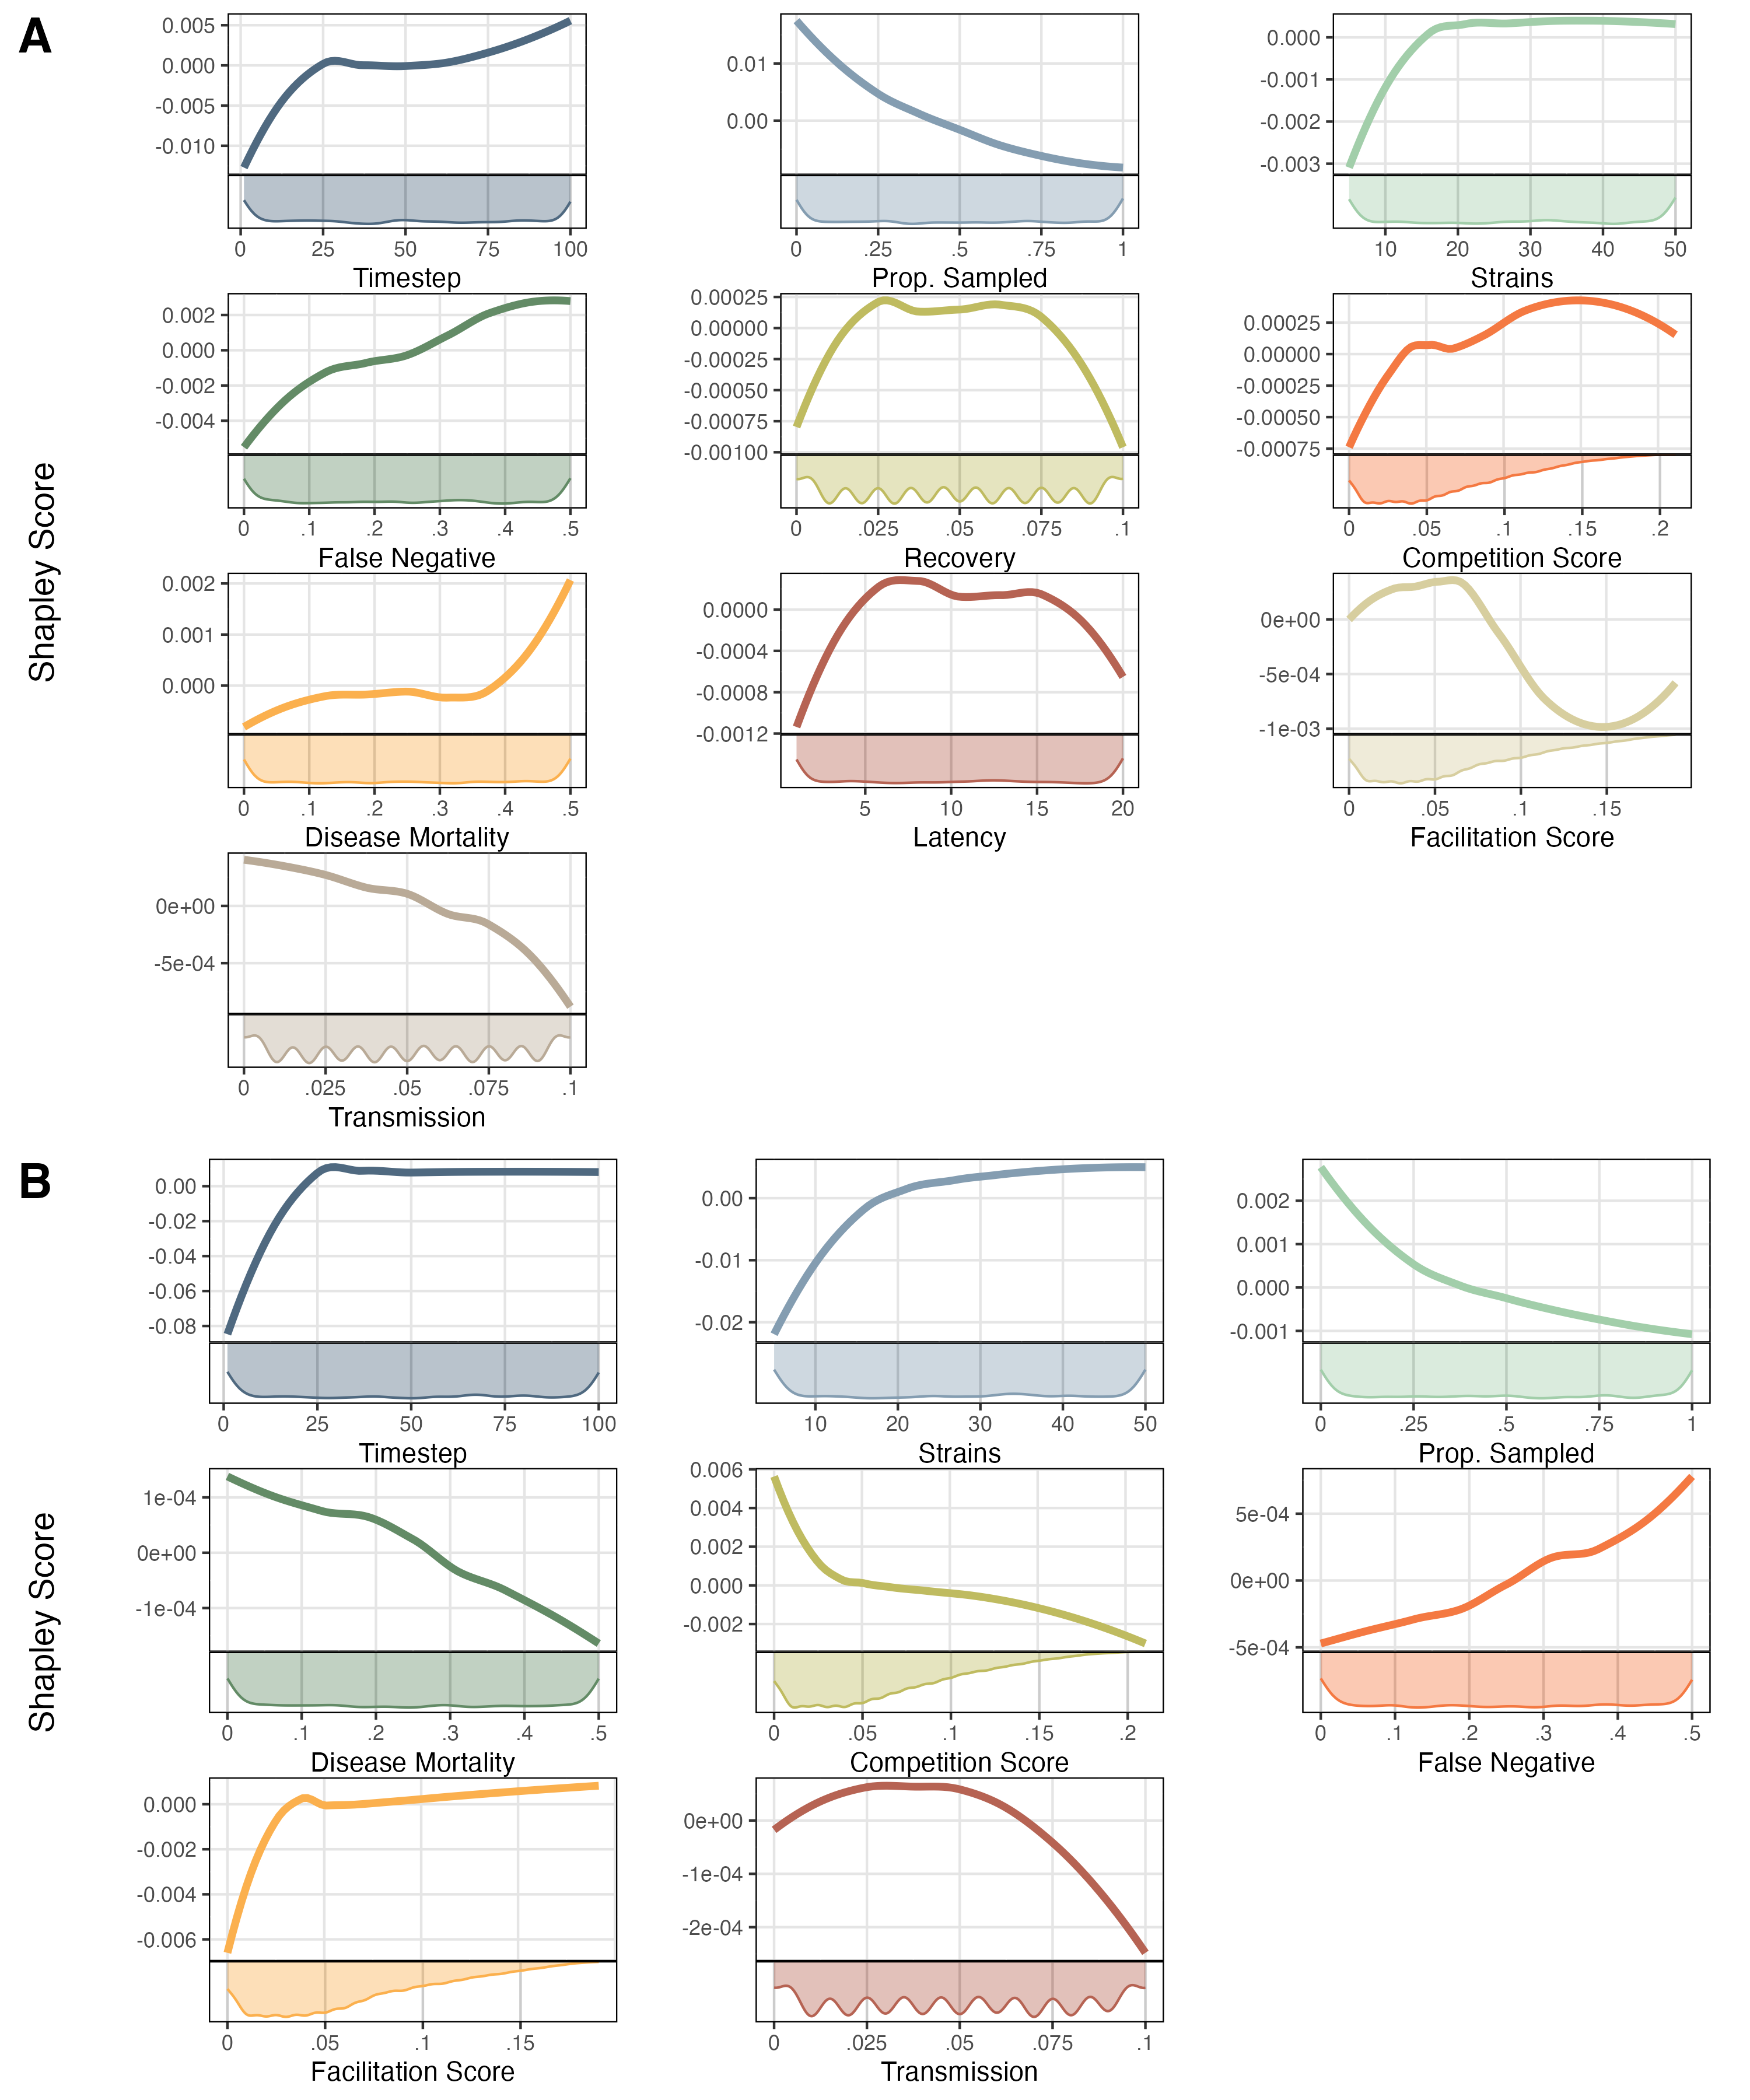 A
Shapley Score
0.005
0.000
-0.005
-0.010
0 25 50 75 100
Timestep
0.01
0.00
0 .25 .5 .75 1
Prop. Sampled
0.000
-0.001
-0.002
-0.003
10 20 30 40 50
Strains
0.002
0.000
-0.002
-0.004
0 .1 .2 .3 .4 .5
False Negative
0.00025
0.00000
-0.00025
-0.00050
-0.00075
-0.00100
0 .025 .05 .075 .1
Recovery
0.00025
0.00000
-0.00025
-0.00050
-0.00075
0 .05 .1 .15 .2
Competition Score
0.002
0.001
0.000
0 .1 .2 .3 .4 .5
Disease Mortality
0.0000
-0.0004
-0.0008
-0.0012
5 10 15 20
Latency
0e+00
-5e-04
-1e-03
0 .05 .1 .15
Facilitation Score
0e+00
-5e-04
0 .025 .05 .075 .1
Transmission
B
Shapley Score
0.00
-0.02
-0.04
-0.06
-0.08
0 25 50 75 100
Timestep
0.00
-0.01
-0.02
10 20 30 40 50
Strains
0.002
0.001
0.000
-0.001
0 .25 .5 .75 1
Prop. Sampled
1e-04
0e+00
-1e-04
0 .1 .2 .3 .4 .5
Disease Mortality
0.006
0.004
0.002
0.000
-0.002
0 .05 .1 .15 .2
Competition Score
5e-04
0e+00
-5e-04
0 .1 .2 .3 .4 .5
False Negative
0.000
-0.002
-0.004
-0.006
0 .05 .1 .15
Facilitation Score
0e+00
-1e-04
-2e-04
0 .025 .05 .075 .1
Transmission